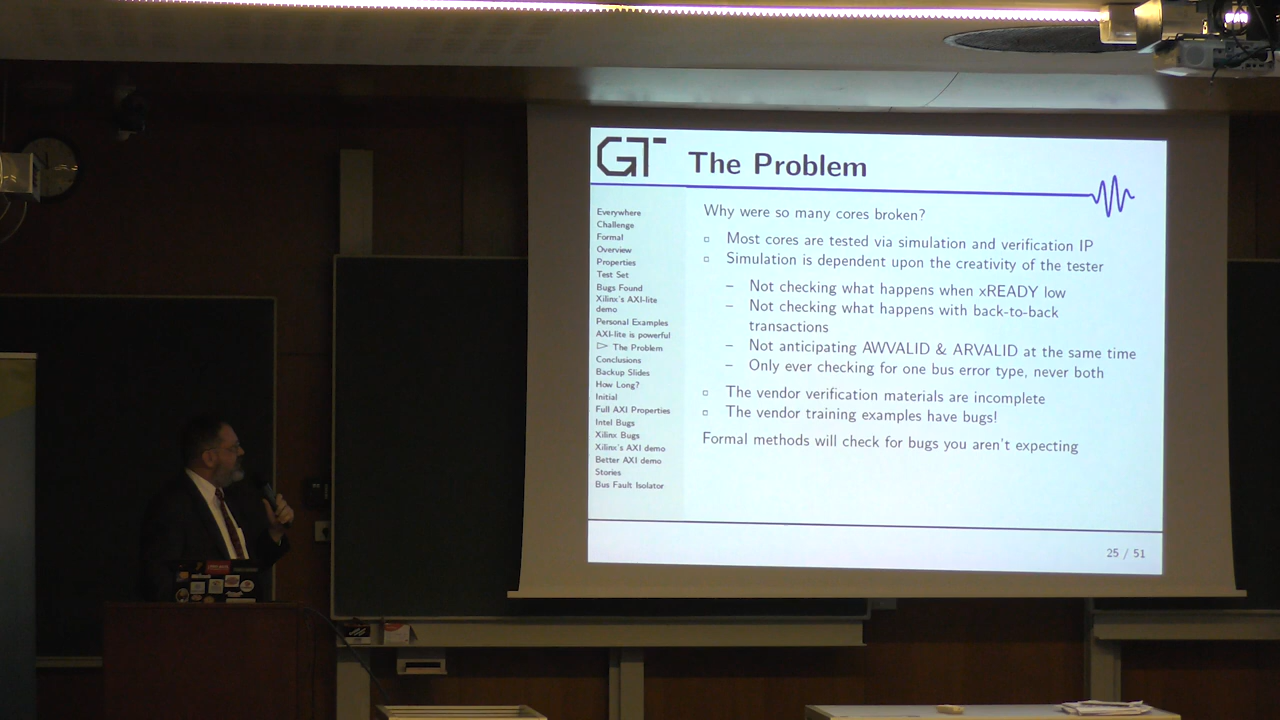 GT
The Problem
Everywhere
Challenge
Formal
Overview
Properties
Test Set
Bugs Found
Xilinx's AXI-lite
demo
Personal Examples
AXI-lite is powerful
▷ The Problem
Conclusions
Backup Slides
How Long?
Initial
Full AXI Properties
Intel Bugs
Xilinx Bugs
Xilinx's AXI demo
Better AXI demo
Stories
Bus Fault Isolator
Why were so many cores broken?
Most cores are tested via simulation and verification IP
Simulation is dependent upon the creativity of the tester
– Not checking what happens when xREADY low
– Not checking what happens with back-to-back
transactions
– Not anticipating AWVALID & ARVALID at the same time
– Only ever checking for one bus error type, never both
The vendor verification materials are incomplete
The vendor training examples have bugs!
Formal methods will check for bugs you aren't expecting
25 / 51